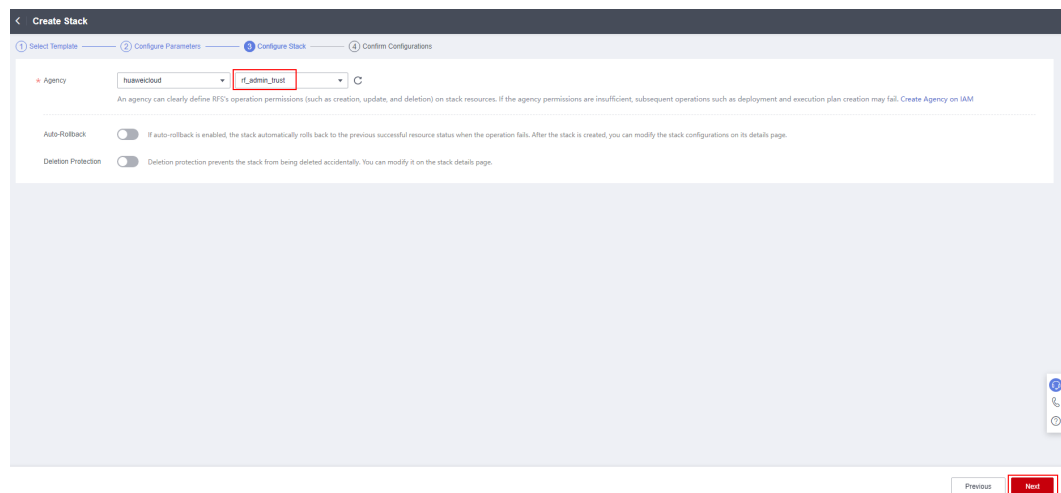 < Create Stack
1 Select Template 2 Configure Parameters 3 Configure Stack 4 Confirm Configurations
* Agency huaweicloud rf_admin_trust
An agency can clearly define RFS's operation permissions (such as creation, update, and deletion) on stack resources. If the agency permissions are insufficient, subsequent operations such as deployment and execution plan creation may fail. Create Agency on IAM
Auto-Rollback If auto-rollback is enabled, the stack automatically rolls back to the previous successful resource status when the operation fails. After the stack is created, you can modify the stack configurations on its details page.
Deletion Protection Deletion protection prevents the stack from being deleted accidentally. You can modify it on the stack details page.
Previous Next